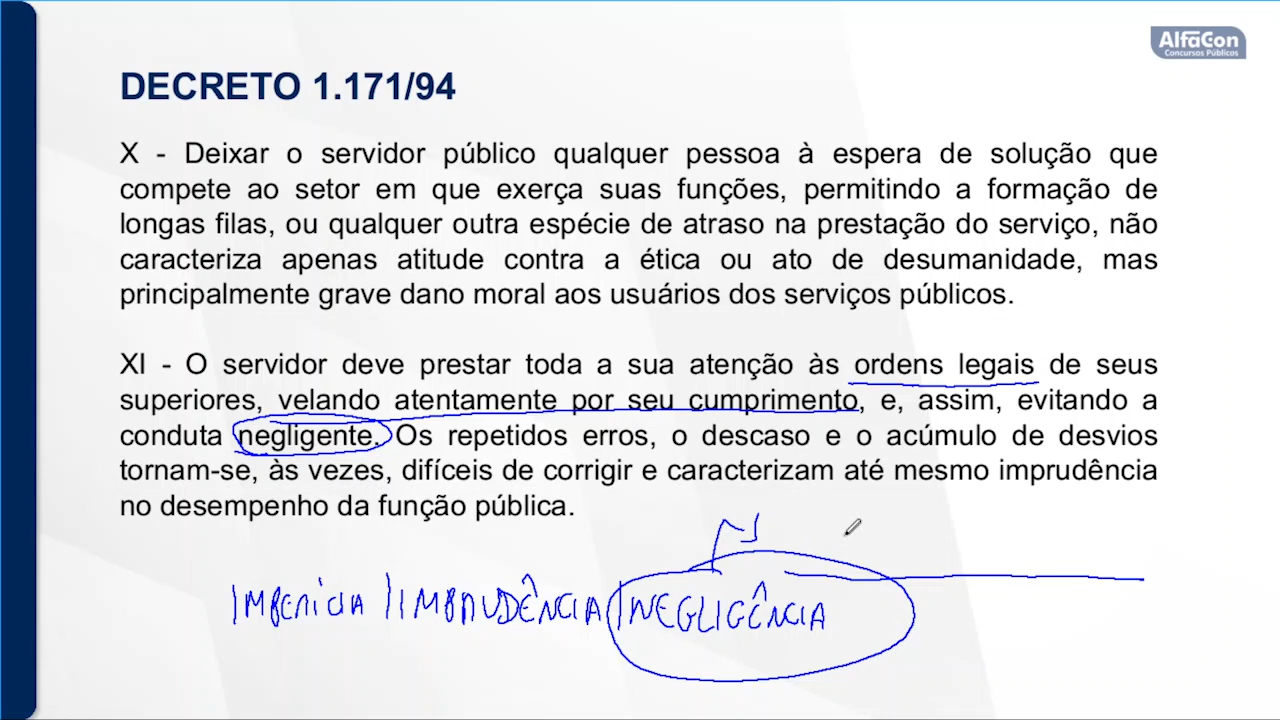 AlfaCon
Concursos Públicos
DECRETO 1.171/94
X - Deixar o servidor público qualquer pessoa à espera de solução que
compete ao setor em que exerça suas funções, permitindo a formação de
longas filas, ou qualquer outra espécie de atraso na prestação do serviço, não
caracteriza apenas atitude contra a ética ou ato de desumanidade, mas
principalmente grave dano moral aos usuários dos serviços públicos.
XI - O servidor deve prestar toda a sua atenção às ordens legais de seus
superiores, velando atentamente por seu cumprimento, e, assim, evitando a
conduta negligente. Os repetidos erros, o descaso e o acúmulo de desvios
tornam-se, às vezes, difíceis de corrigir e caracterizam até mesmo imprudência
no desempenho da função pública.
IMPERICIA / IMPRUDÊNCIA / NEGLIGÊNCIA